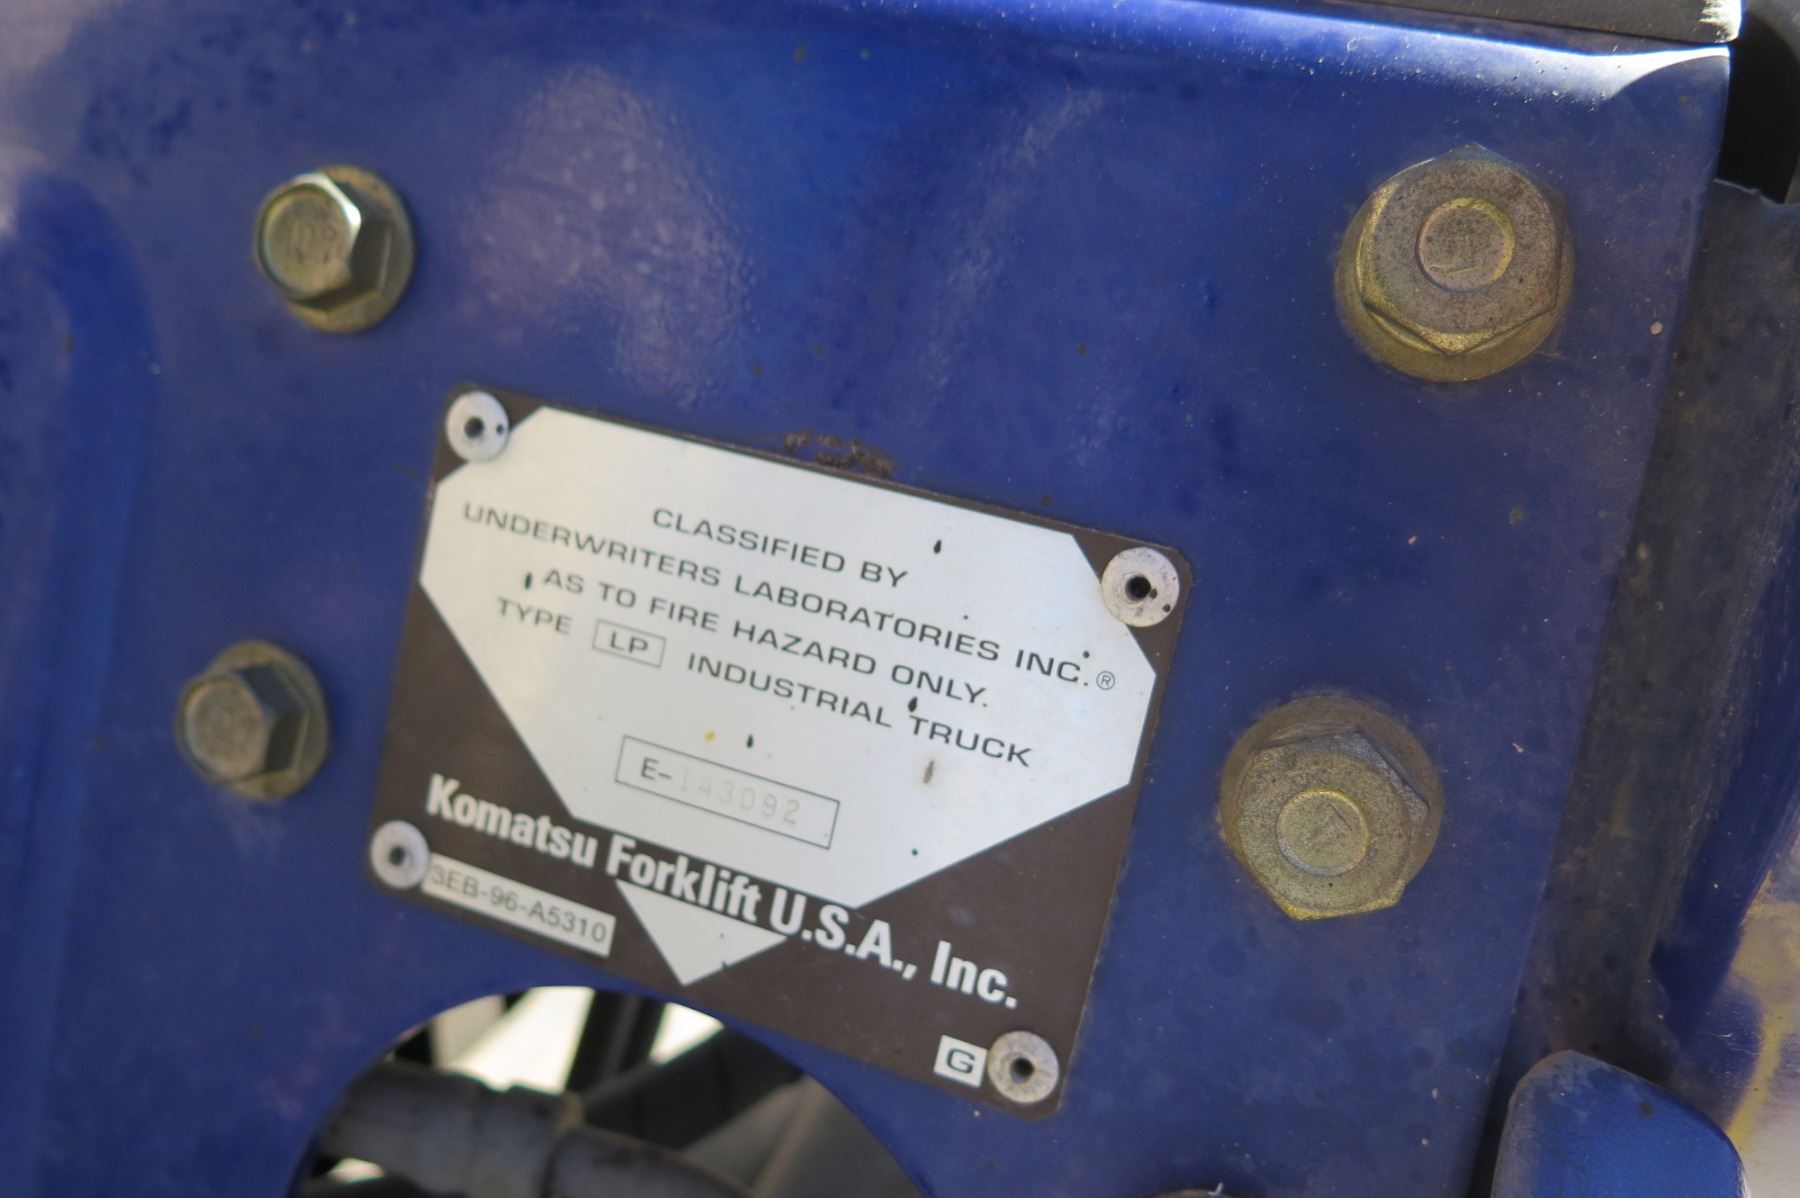 CLASSIFIED BY
UNDERWRITERS LABORATORIES INC.®
AS TO FIRE HAZARD ONLY.
TYPE LP INDUSTRIAL TRUCK
E-143092
Komatsu Forklift U.S.A., Inc.
3EB-96-A5310
G